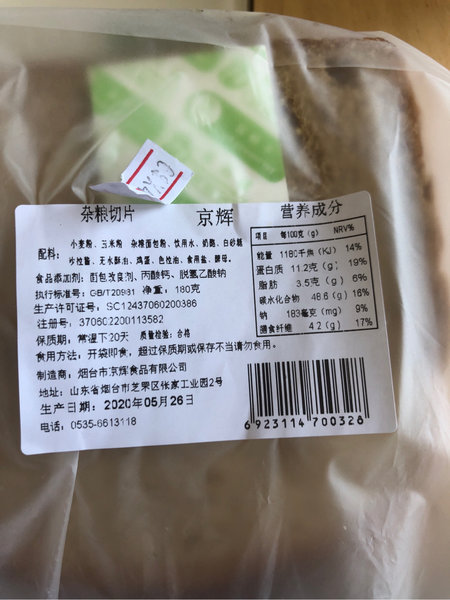 杂粮切片
京辉
营养成分
配料: 小麦粉、玉米粉 杂粮面包粉、饮用水、奶酪、白砂糖
沙拉酱、无水酥油、鸡蛋、色拉油、食用盐、酵母。
食品添加剂: 面包改良剂、丙酸钙、脱氢乙酸钠
执行标准号: GB/T20981 净重: 180克
生产许可证号: SC12437060200386
注册号: 370602200113582
保质期: 常温下20天 质量检验: 合格
食用方法: 开袋即食, 超过保质期或保存不当请勿食用。
制造商: 烟台市京辉食品有限公司
地址: 山东省烟台市芝罘区张家工业园2号
生产日期: 2020年05月26日
电话: 0535-6613118
项目 每100克 (g) NRV%
能量 1180千焦 (KJ) 14%
蛋白质 11.2克 (g) 19%
脂肪 3.5克 (g) 6%
碳水化合物 48.6 (g) 16%
钠 183毫克 (mg) 9%
膳食纤维 4.2 (g) 17%
6923114700328